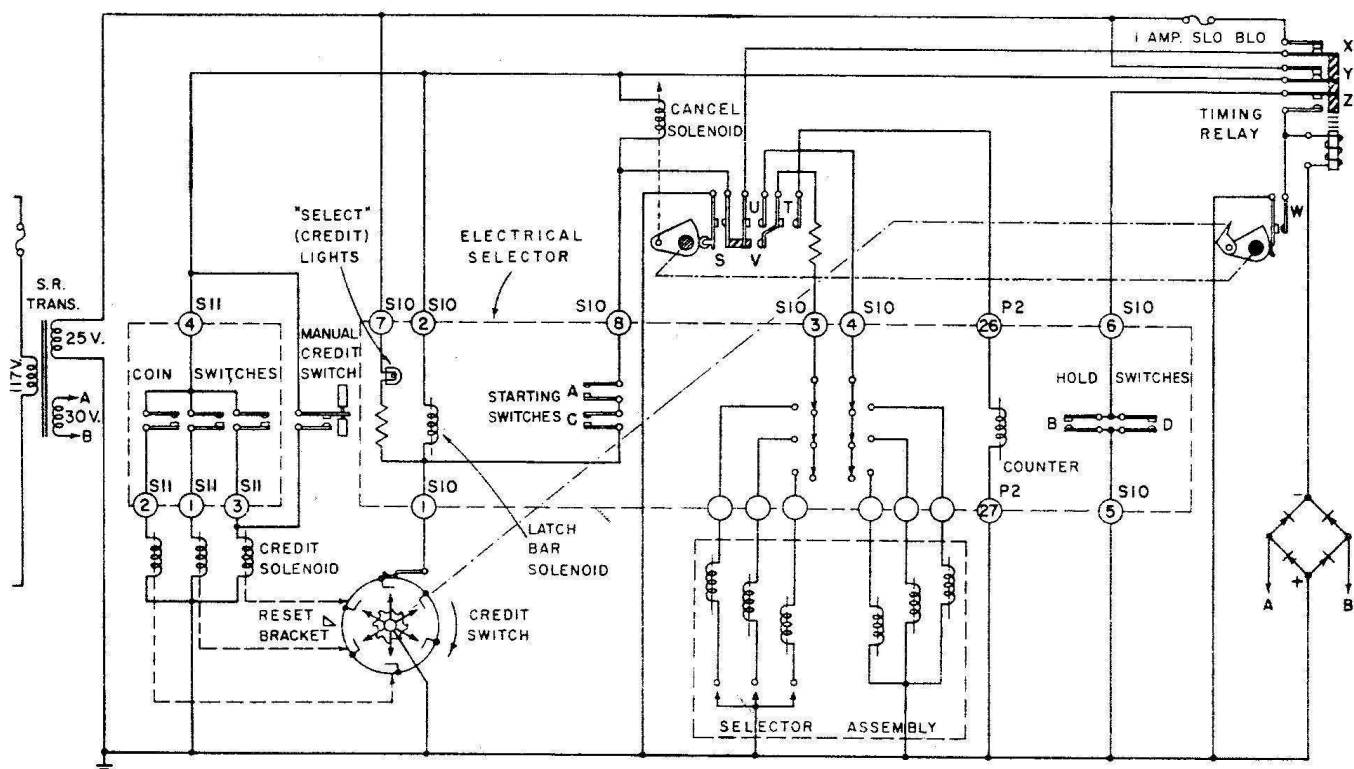 1 AMP. SLO BLO
X
Y
Z
TIMING
RELAY
CANCEL
SOLENOID
"SELECT"
(CREDIT)
LIGHTS
ELECTRICAL
SELECTOR
U
T
S
V
W
S.R.
TRANS.
117V.
25 V.
30V.
A
B
S11
4
MANUAL
CREDIT
SWITCH
S10
7
S10
2
S10
8
S10
3
S10
4
P2
26
S10
6
COIN SWITCHES
STARTING
SWITCHES
A
C
HOLD SWITCHES
B
D
COUNTER
S11
2
S11
1
S11
3
S10
1
P2
27
S10
5
CREDIT
SOLENOID
LATCH
BAR
SOLENOID
RESET
BRACKET
CREDIT
SWITCH
SELECTOR ASSEMBLY
-
+
A
B